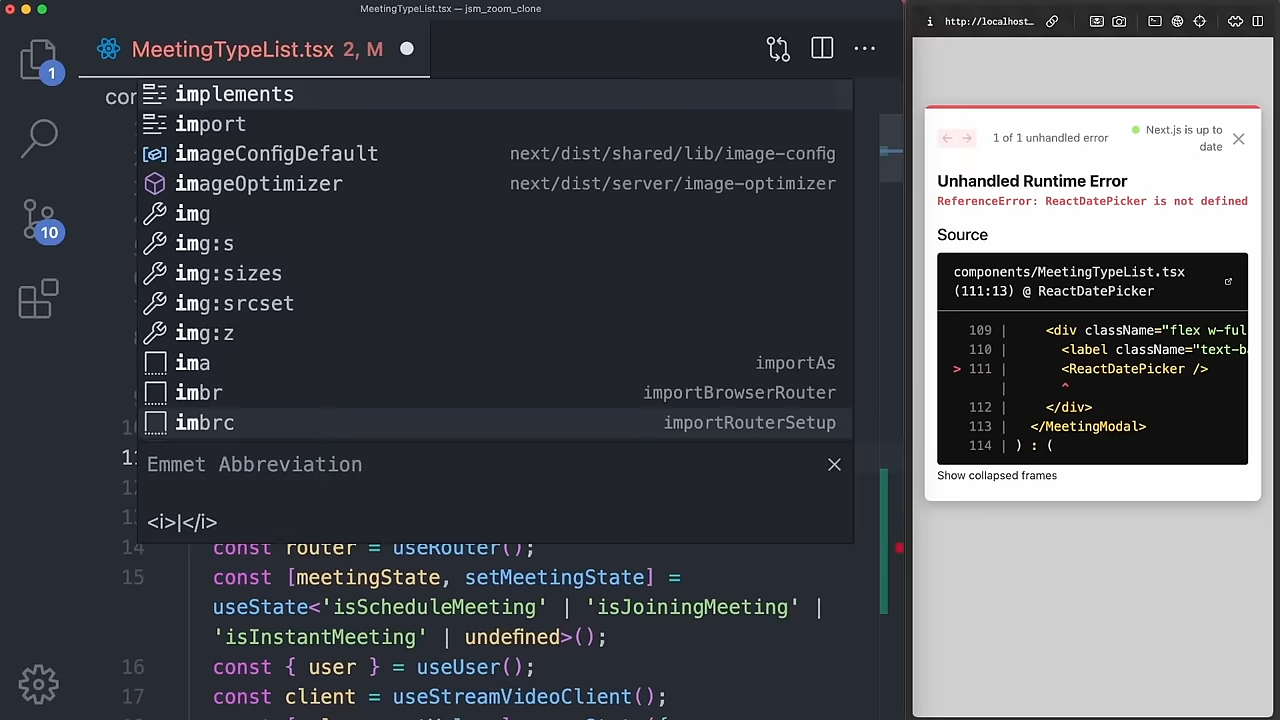 MeetingTypeList.tsx — jsm_zoom_clone
MeetingTypeList.tsx 2, M
1
10
implements
import
imageConfigDefault next/dist/shared/lib/image-config
imageOptimizer next/dist/server/image-optimizer
img
img:s
img:sizes
img:srcset
img:z
ima importAs
imbr importBrowserRouter
imbrc importRouterSetup
Emmet Abbreviation
<i>|</i>
14 const router = useRouter();
15 const [meetingState, setMeetingState] =
useState<'isScheduleMeeting' | 'isJoiningMeeting' |
'isInstantMeeting' | undefined>();
16 const { user } = useUser();
17 const client = useStreamVideoClient();
http://localhost…
1 of 1 unhandled error
Next.js is up to
date
Unhandled Runtime Error
ReferenceError: ReactDatePicker is not defined
Source
components/MeetingTypeList.tsx
(111:13) @ ReactDatePicker
109 | <div className="flex w-ful
110 | <label className="text-ba
> 111 | <ReactDatePicker />
| ^
112 | </div>
113 | </MeetingModal>
114 | ) : (
Show collapsed frames